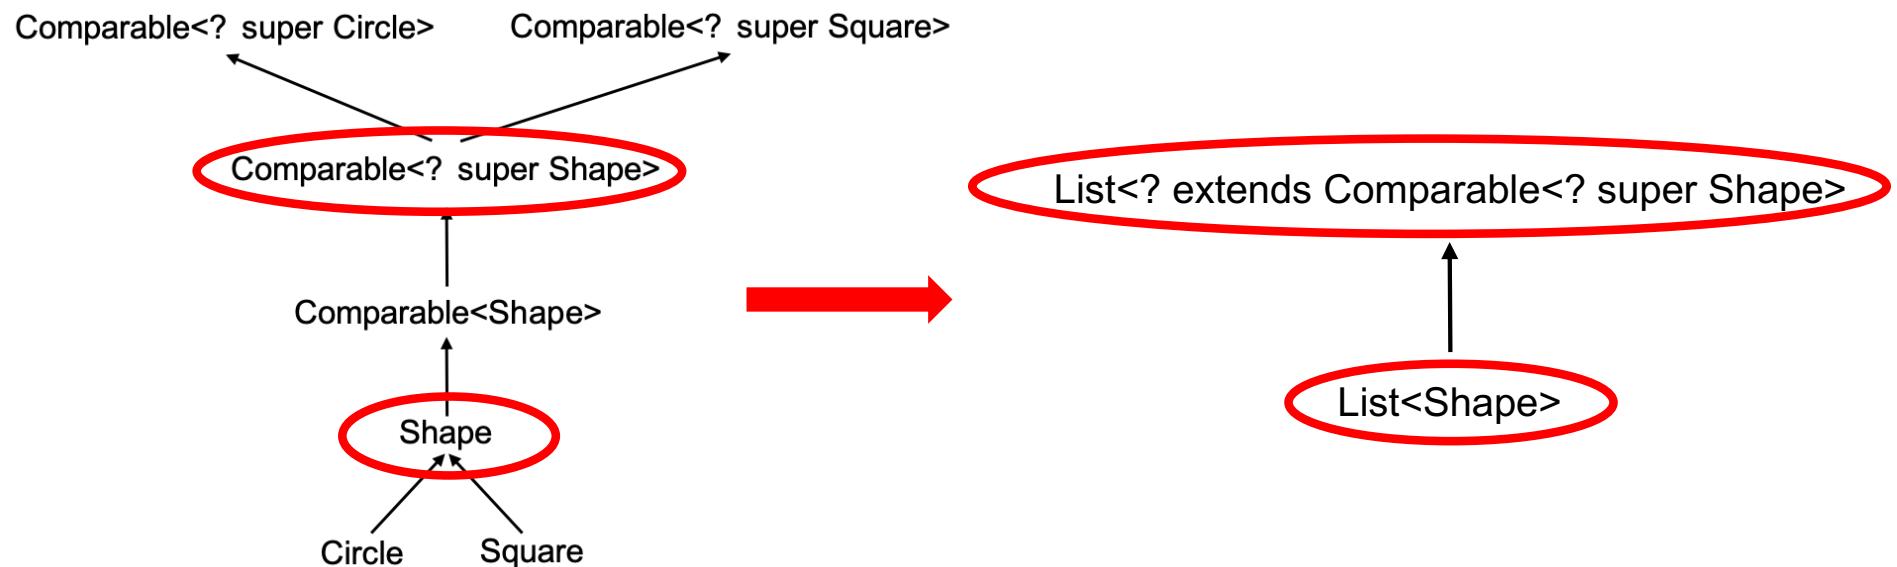 Comparable<? super Circle>
Comparable<? super Square>
Comparable<? super Shape>
Comparable<Shape>
Shape
Circle
Square
List<? extends Comparable<? super Shape>
List<Shape>